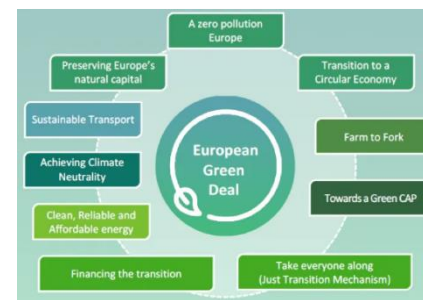 A zero pollution
Europe
Preserving Europe's
natural capital
Transition to a
Circular Economy
Sustainable Transport
European
Green
Deal
Farm to Fork
Achieving Climate
Neutrality
Towards a Green CAP
Clean, Reliable and
Affordable energy
Financing the transition
Take everyone along
(Just Transition Mechanism)